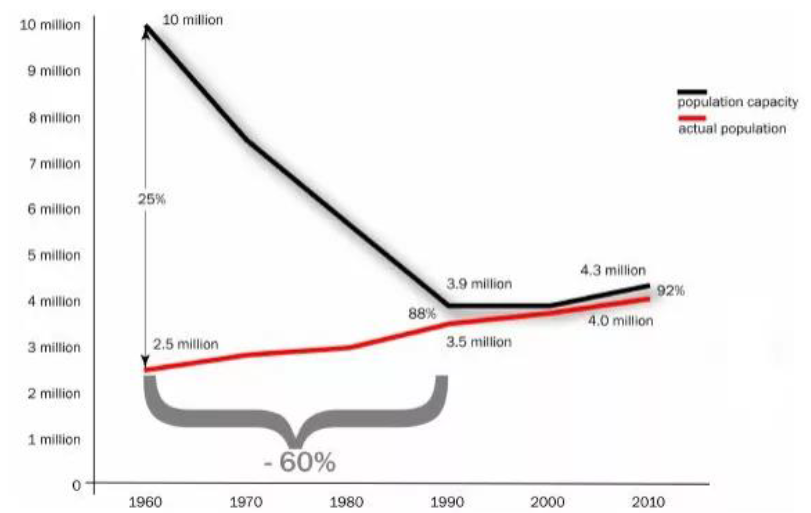 10 million
10 million
9 million
8 million
population capacity
actual population
7 million
25%
6 million
5 million
4.3 million
3.9 million
92%
4 million
88%
4.0 million
3.5 million
2.5 million
3 million
2 million
1 million
- 60%
0
1960 1970 1980 1990 2000 2010